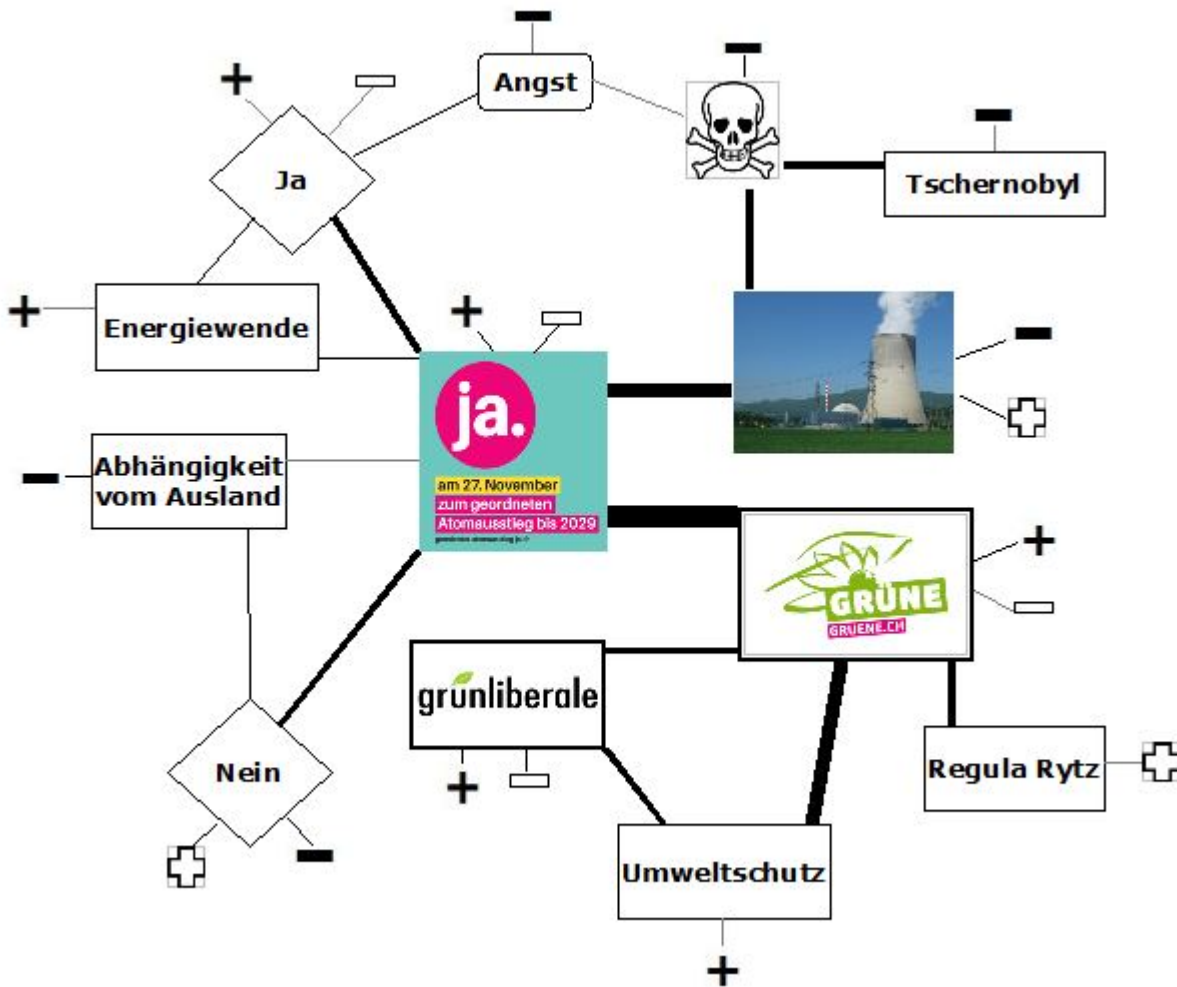 Angst
Ja
Tschernobyl
Energiewende
ja.
am 27. November
zum geordneten
Atomausstieg bis 2029
Abhängigkeit
vom Ausland
GRÜNE
GRUENE.CH
grünliberale
Nein
Regula Rytz
Umweltschutz